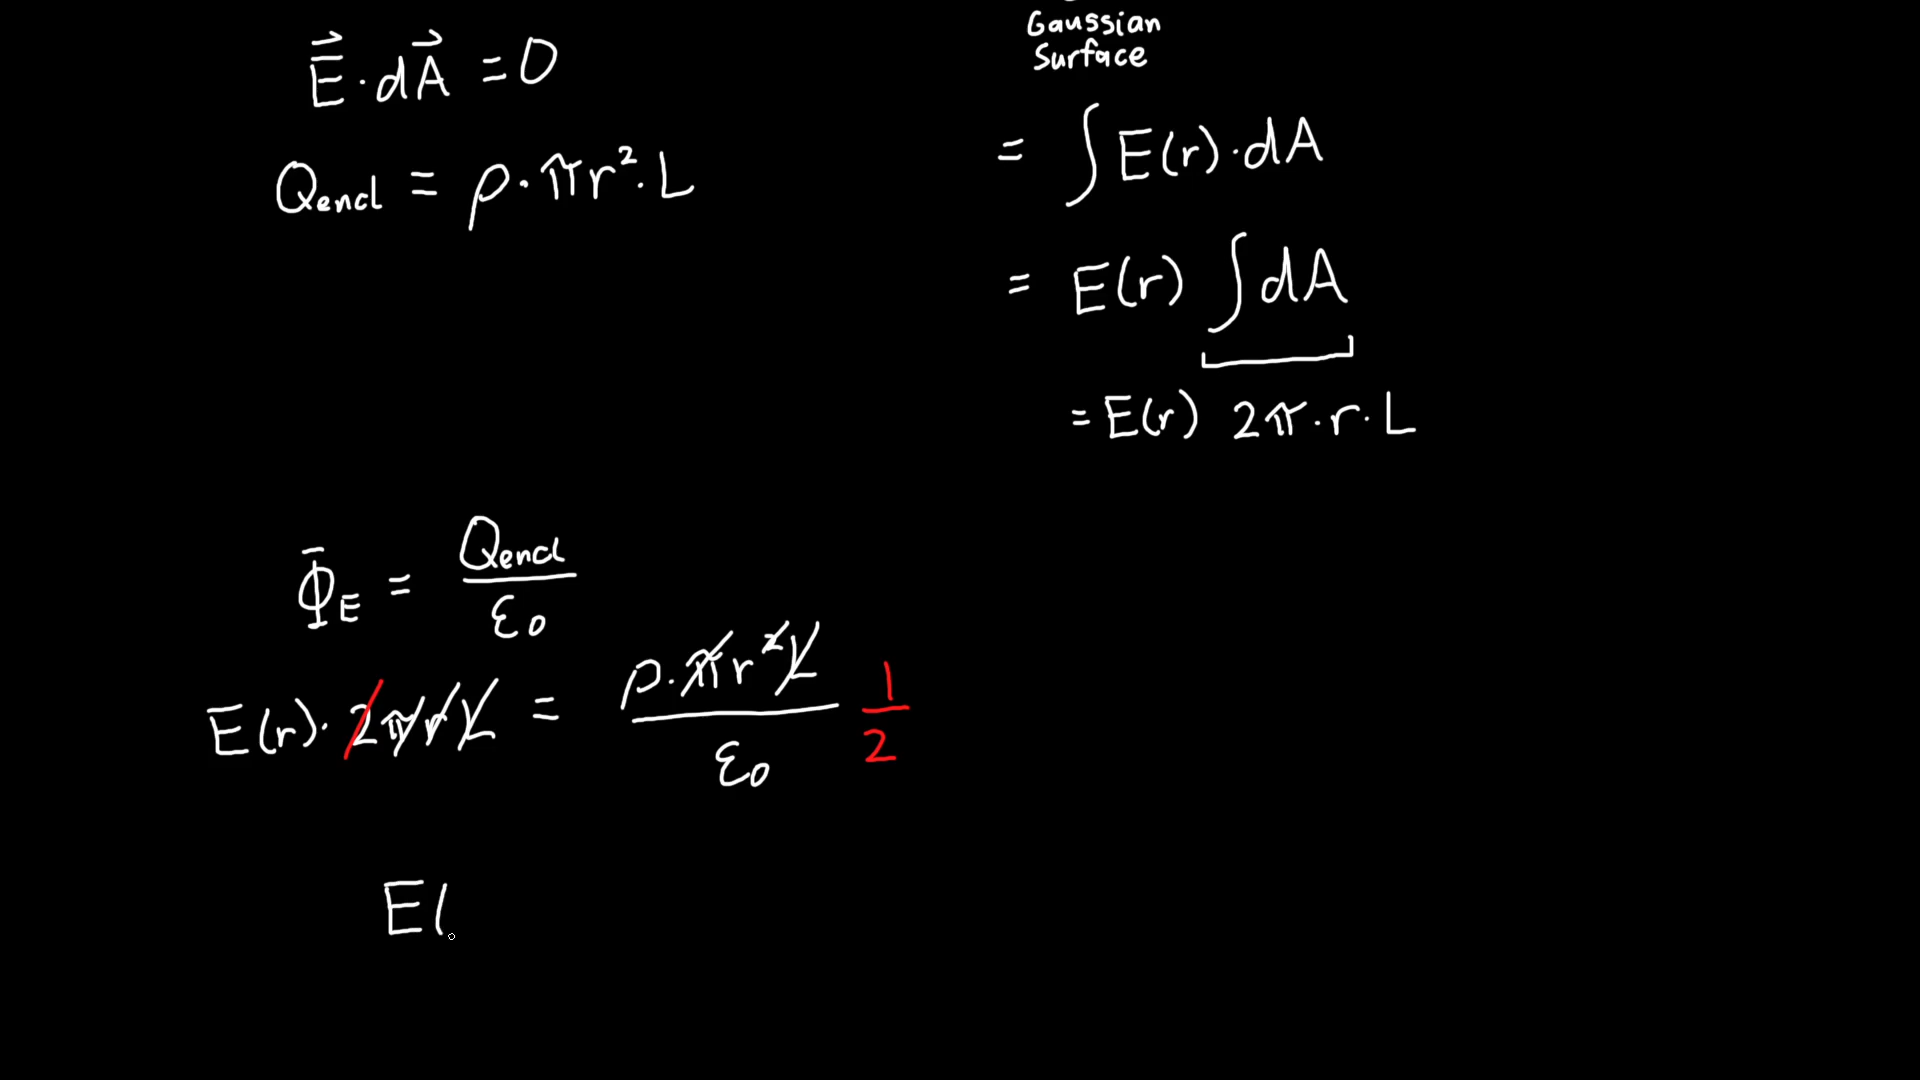 E⃗ · dA⃗ = 0
Qencl = ρ · πr² · L
Gaussian
Surface
= ∫ E(r) · dA
= E(r) ∫ dA
= E(r) 2π · r · L
Φ_E = Qencl / ε₀
E(r) · 2πrL = ρ · πr²L / ε₀ 1/2
E(